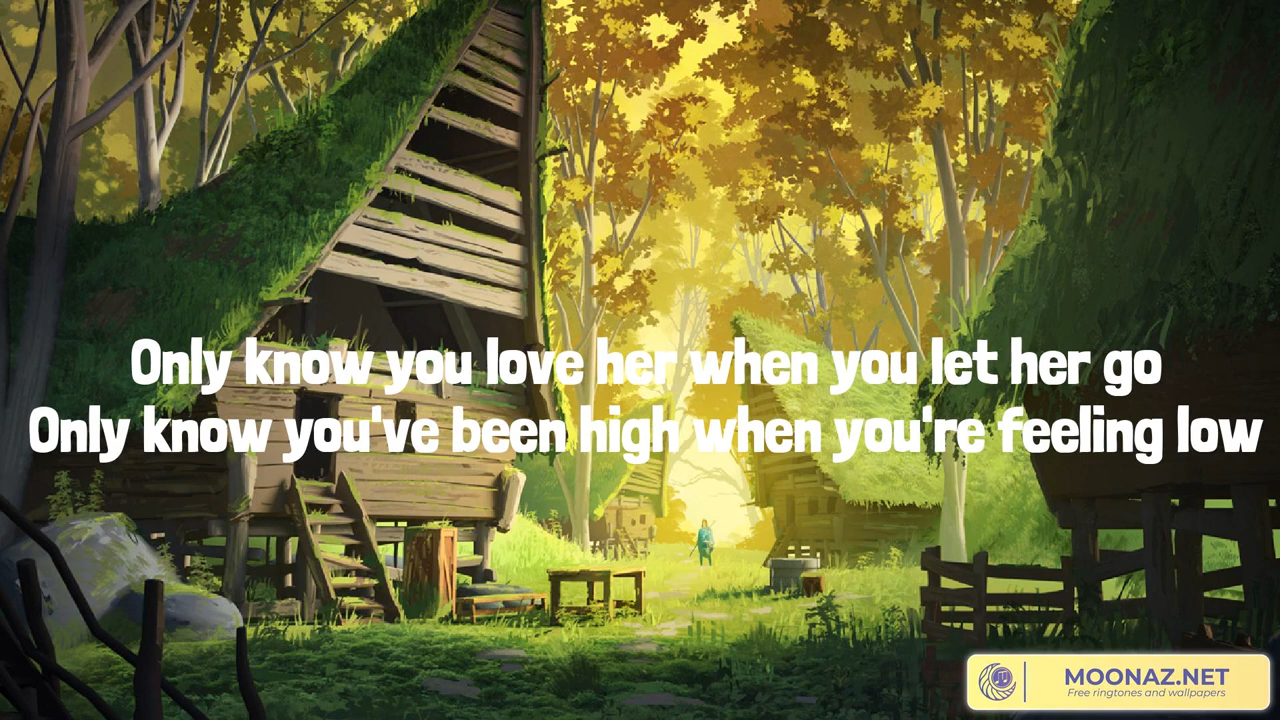 Only know you love her when you let her go
Only know you've been high when you're feeling low
MOONAZ.NET
Free ringtones and wallpapers